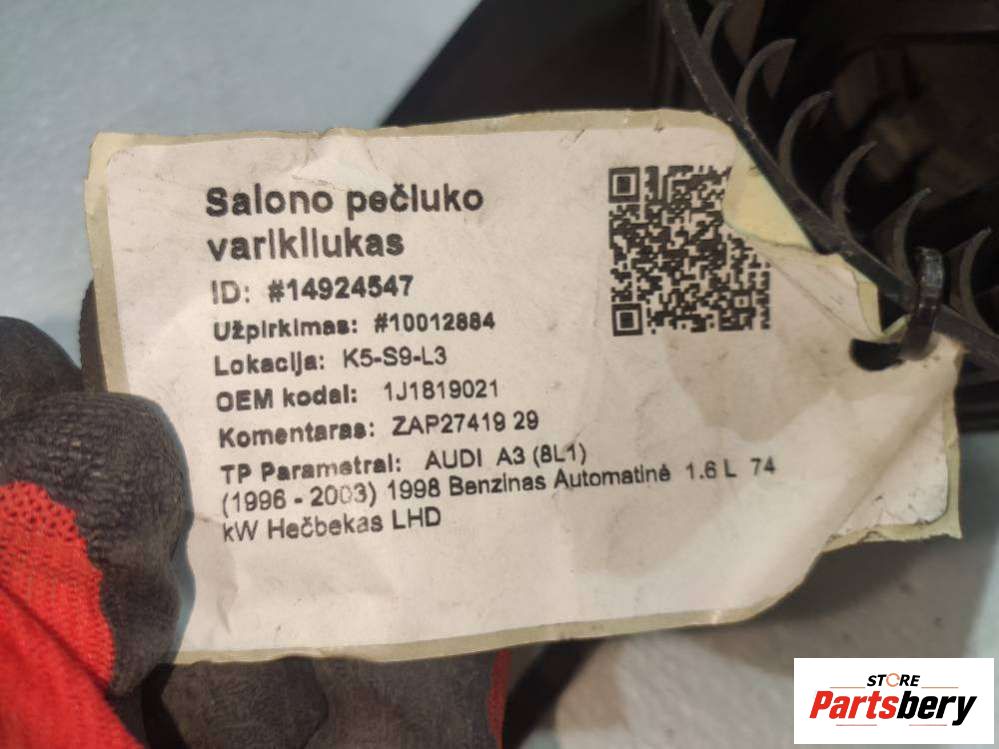 Salono pečiuko
varikliukas
ID: #14924547
Užpirkimas: #10012884
Lokacija: K5-S9-L3
OEM kodai: 1J1819021
Komentaras: ZAP27419 29
TP Parametrai: AUDI A3 (8L1)
(1996 - 2003) 1998 Benzinas Automatinė 1.6 L 74
kW Hečbekas LHD
STORE
Partsbery